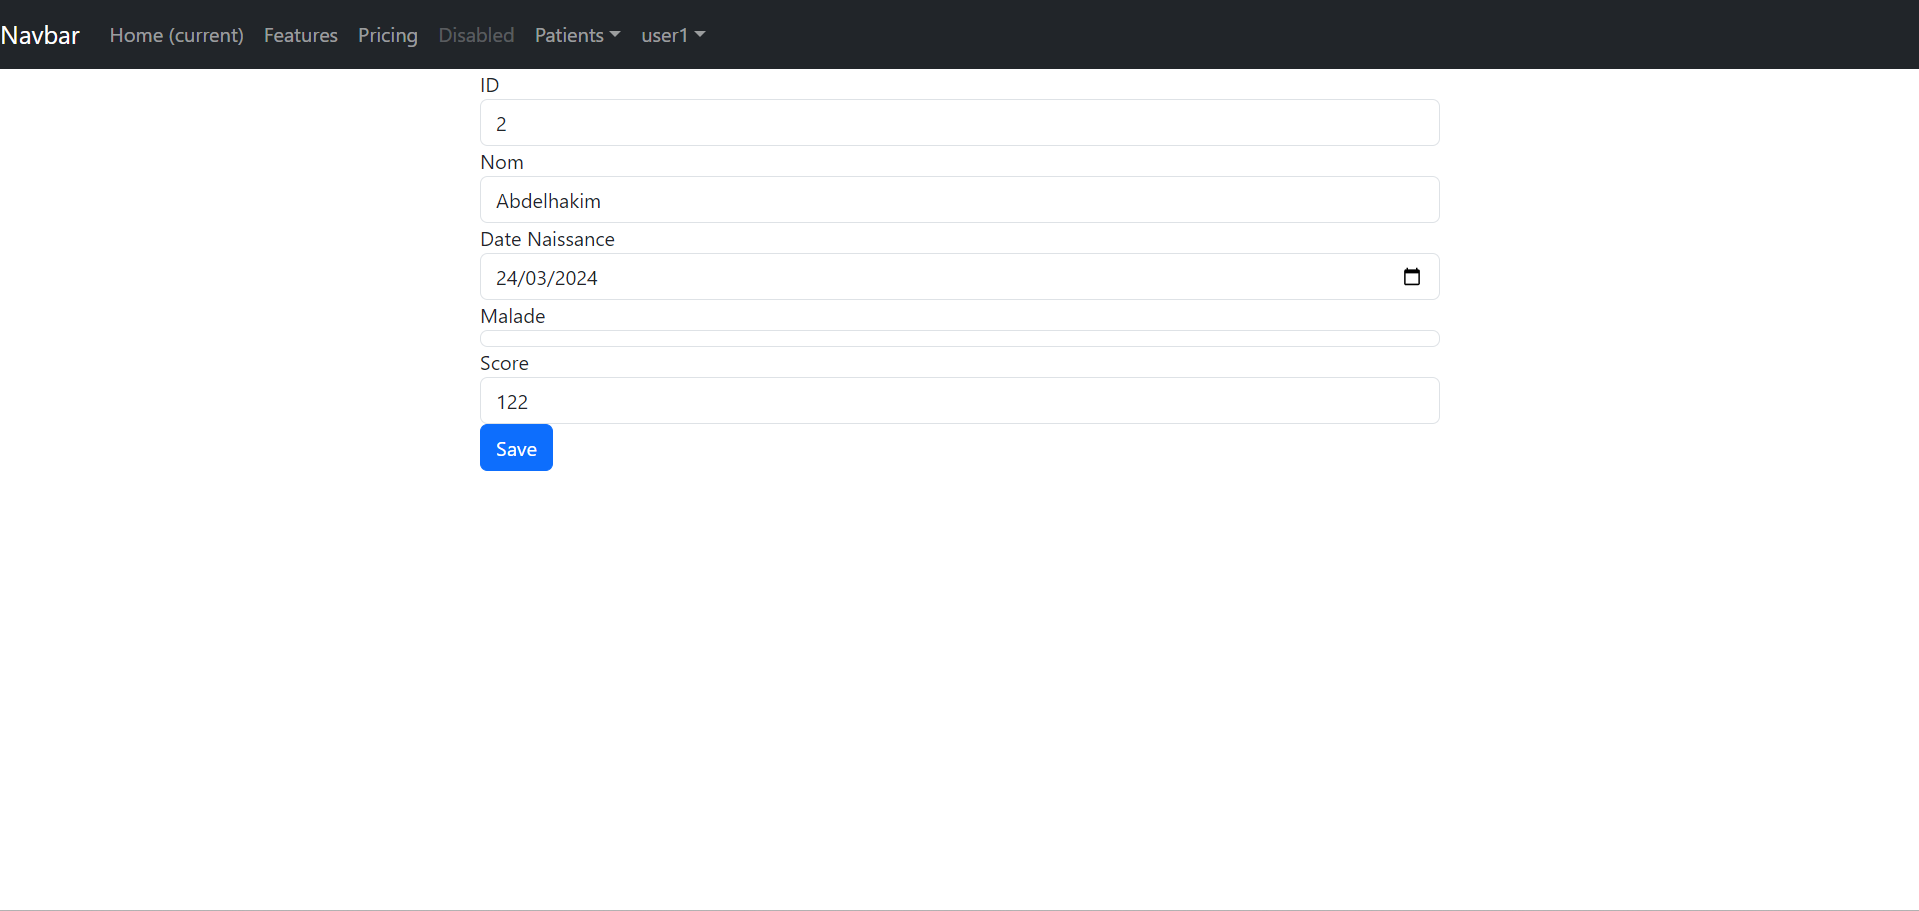 Navbar Home (current) Features Pricing Disabled Patients user1
ID
2
Nom
Abdelhakim
Date Naissance
24/03/2024
Malade
Score
122
Save